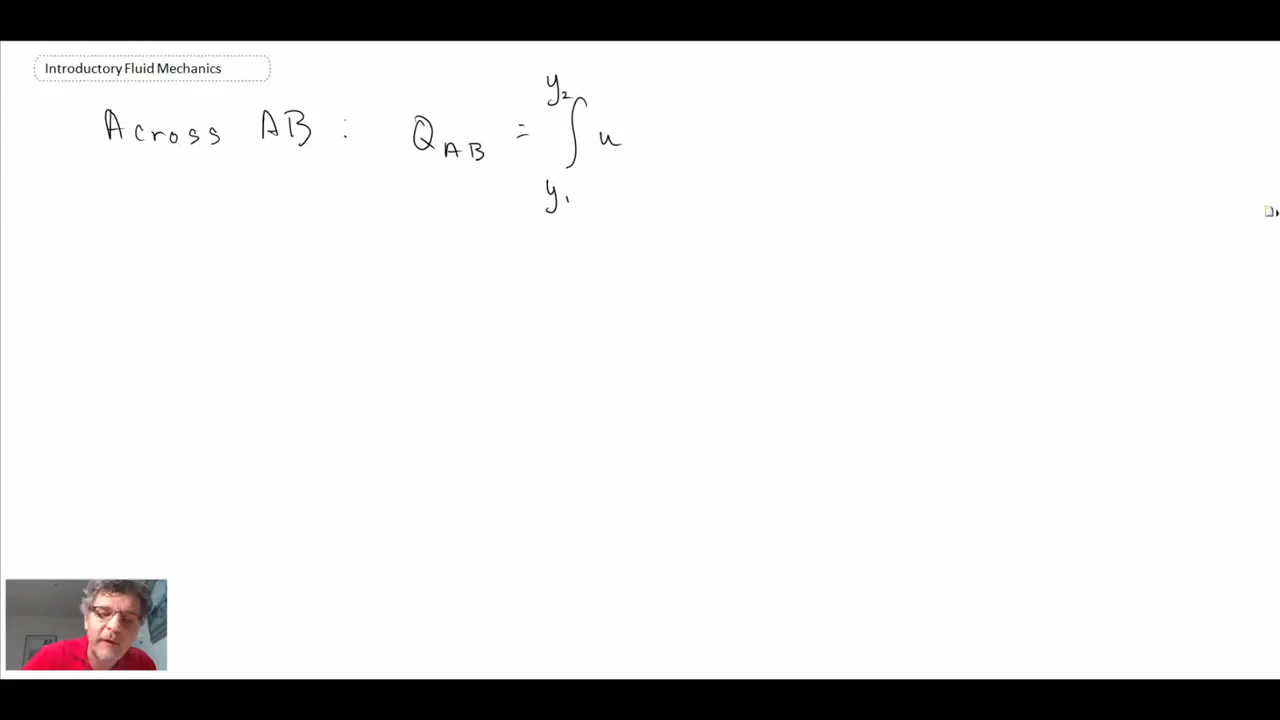 Introductory Fluid Mechanics
Across AB : Q_AB = ∫_{y₁}^{y₂} u